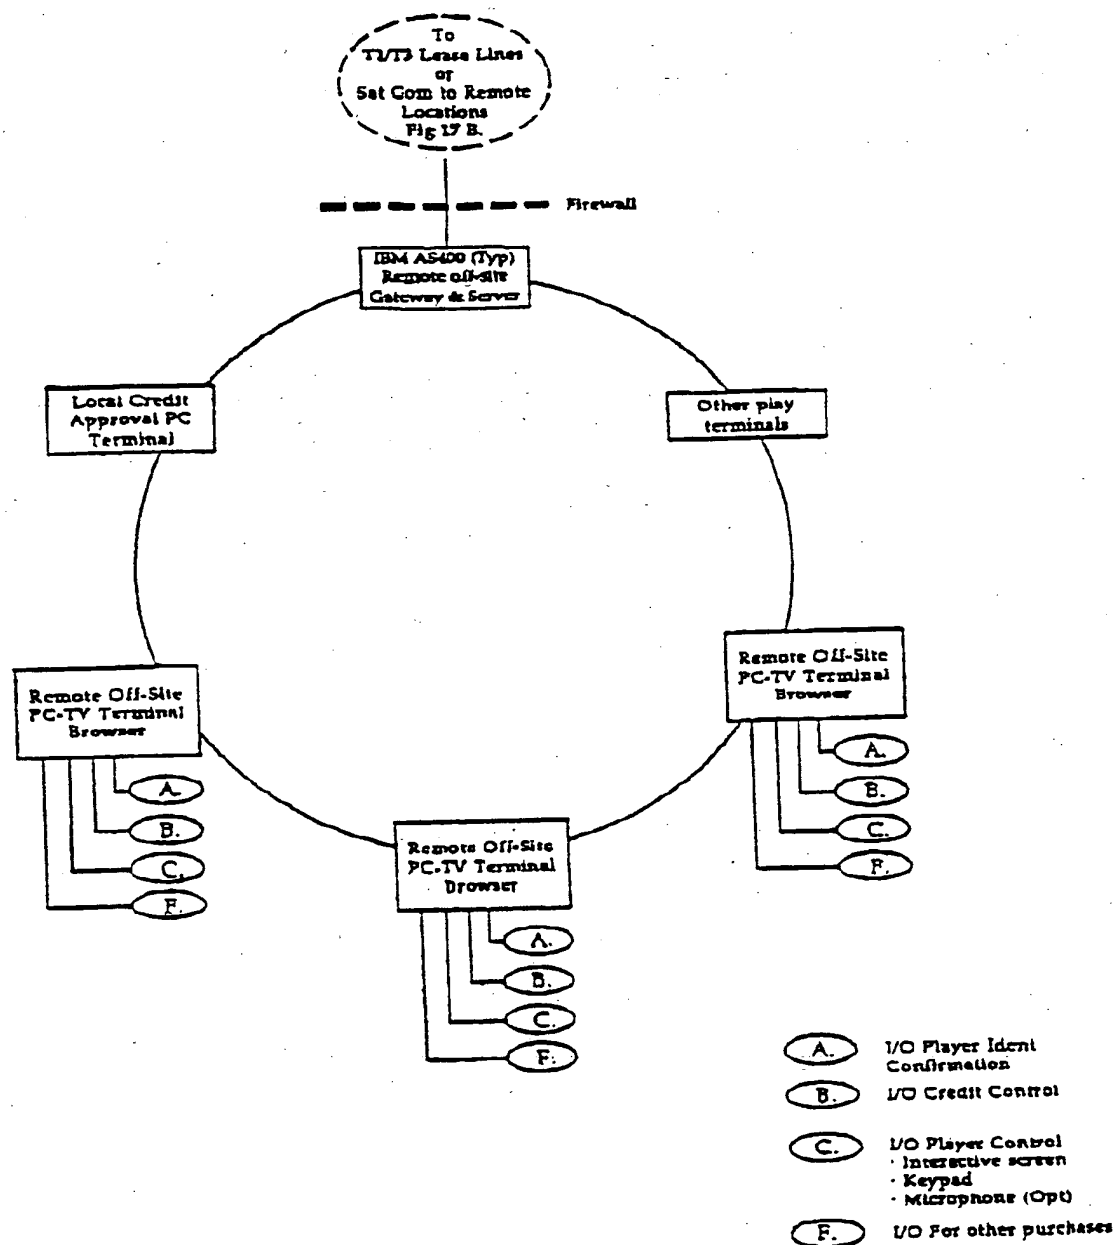 To
T1/T3 Lease Lines
or
Sat Com to Remote
Locations
Fig 17 B.
Firewall
IBM AS400 (Typ)
Remote off-site
Gateway & Server
Local Credit
Approval PC
Terminal
Other play
terminals
Remote Off-Site
PC-TV Terminal
Browser
A.
B.
C.
F.
Remote Off-Site
PC-TV Terminal
Browser
A.
B.
C.
F.
Remote Off-Site
PC-TV Terminal
Browser
A.
B.
C.
F.
A. I/O Player Ident
Confirmation
B. I/O Credit Control
C. I/O Player Control
· Interactive screen
· Keypad
· Microphone (Opt)
F. I/O For other purchases